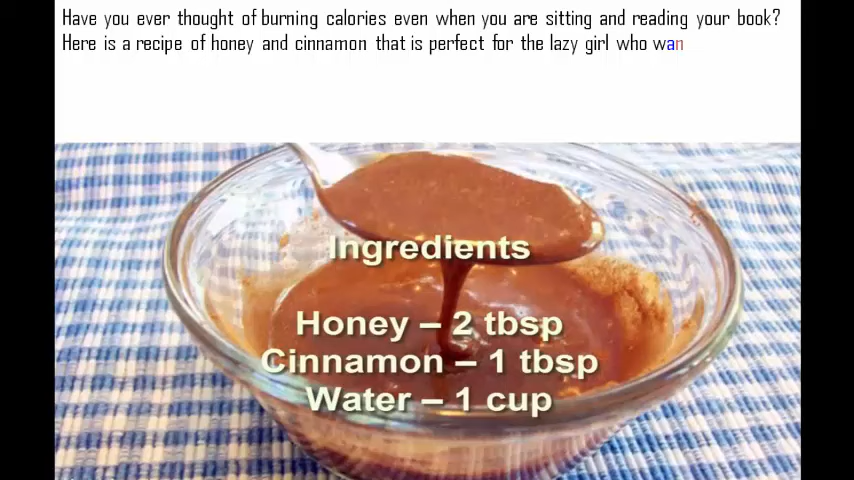 Have you ever thought of burning calories even when you are sitting and reading your book?
Here is a recipe of honey and cinnamon that is perfect for the lazy girl who wan
Ingredients
Honey – 2 tbsp
Cinnamon – 1 tbsp
Water – 1 cup